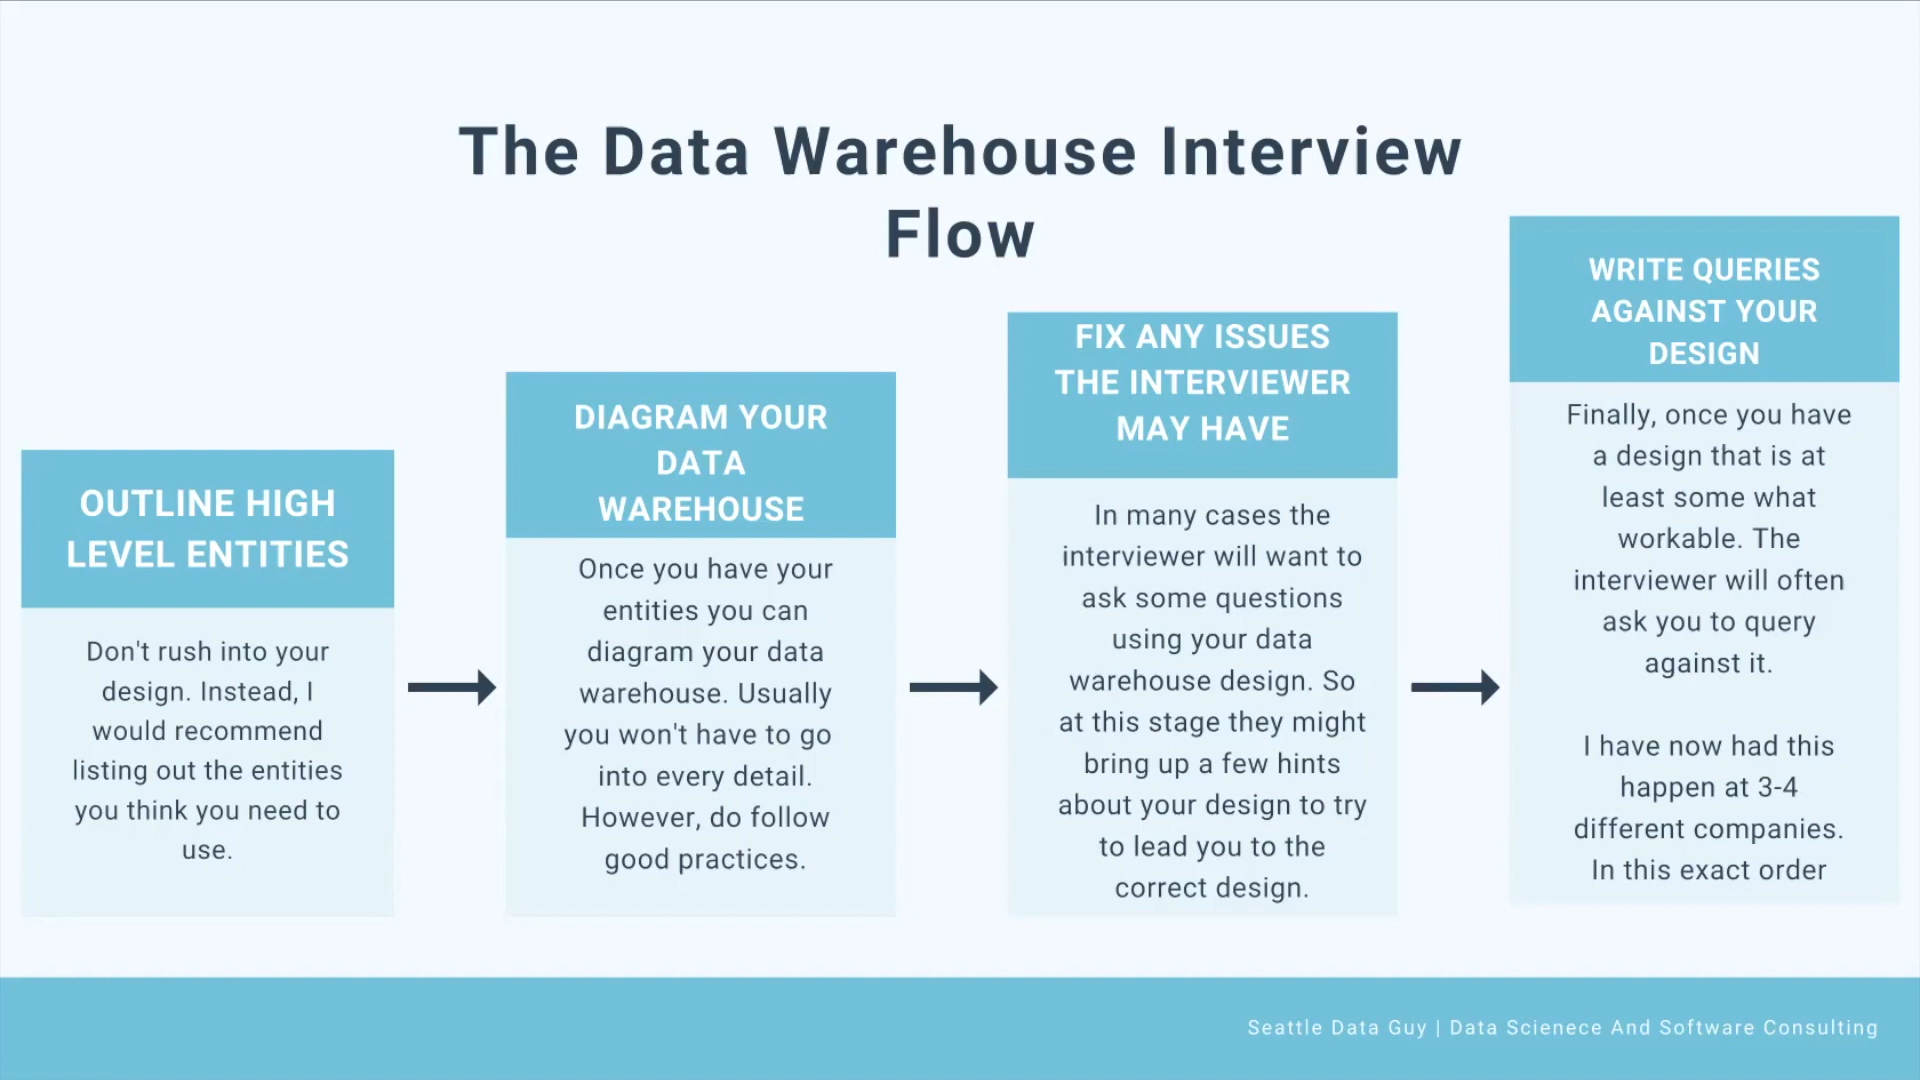 The Data Warehouse Interview
Flow
OUTLINE HIGH
LEVEL ENTITIES
Don't rush into your
design. Instead, I
would recommend
listing out the entities
you think you need to
use.
DIAGRAM YOUR
DATA
WAREHOUSE
Once you have your
entities you can
diagram your data
warehouse. Usually
you won't have to go
into every detail.
However, do follow
good practices.
FIX ANY ISSUES
THE INTERVIEWER
MAY HAVE
In many cases the
interviewer will want to
ask some questions
using your data
warehouse design. So
at this stage they might
bring up a few hints
about your design to try
to lead you to the
correct design.
WRITE QUERIES
AGAINST YOUR
DESIGN
Finally, once you have
a design that is at
least some what
workable. The
interviewer will often
ask you to query
against it.
I have now had this
happen at 3-4
different companies.
In this exact order
Seattle Data Guy | Data Scienece And Software Consulting